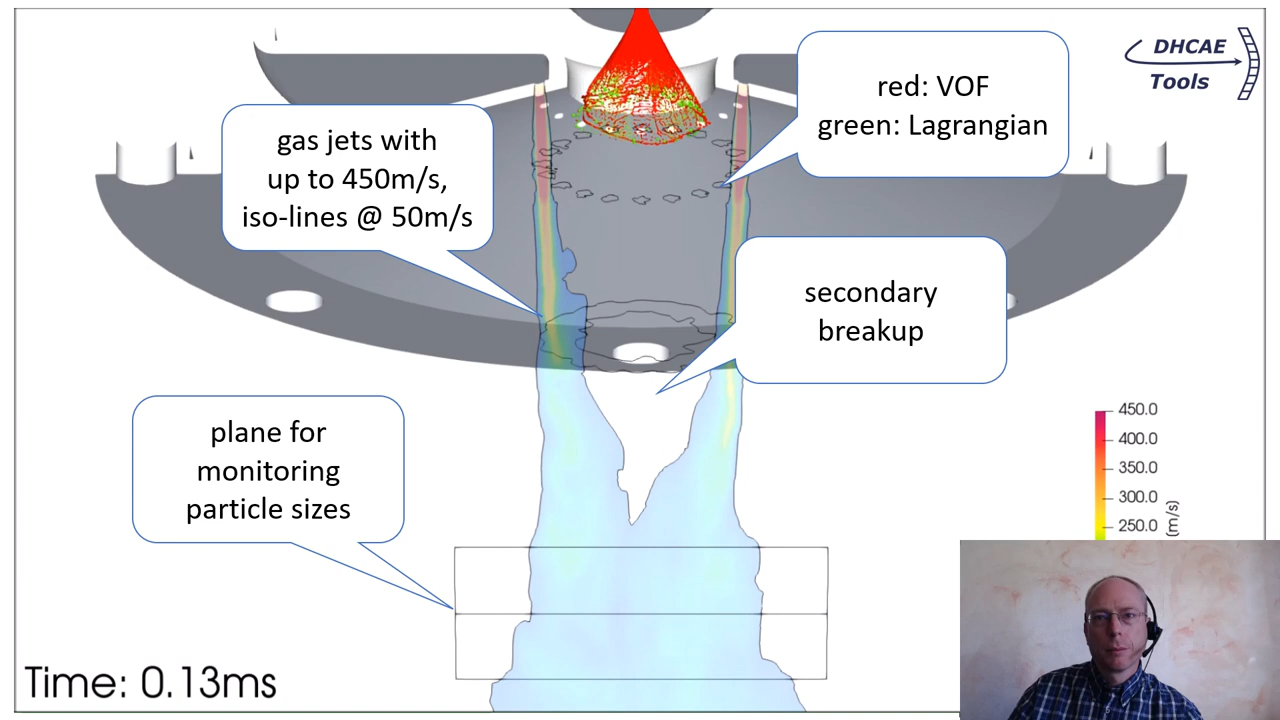 DHCAE
Tools
red: VOF
green: Lagrangian
gas jets with
up to 450m/s,
iso-lines @ 50m/s
secondary
breakup
plane for
monitoring
particle sizes
450.0
400.0
350.0
300.0
250.0
(m/s)
Time: 0.13ms